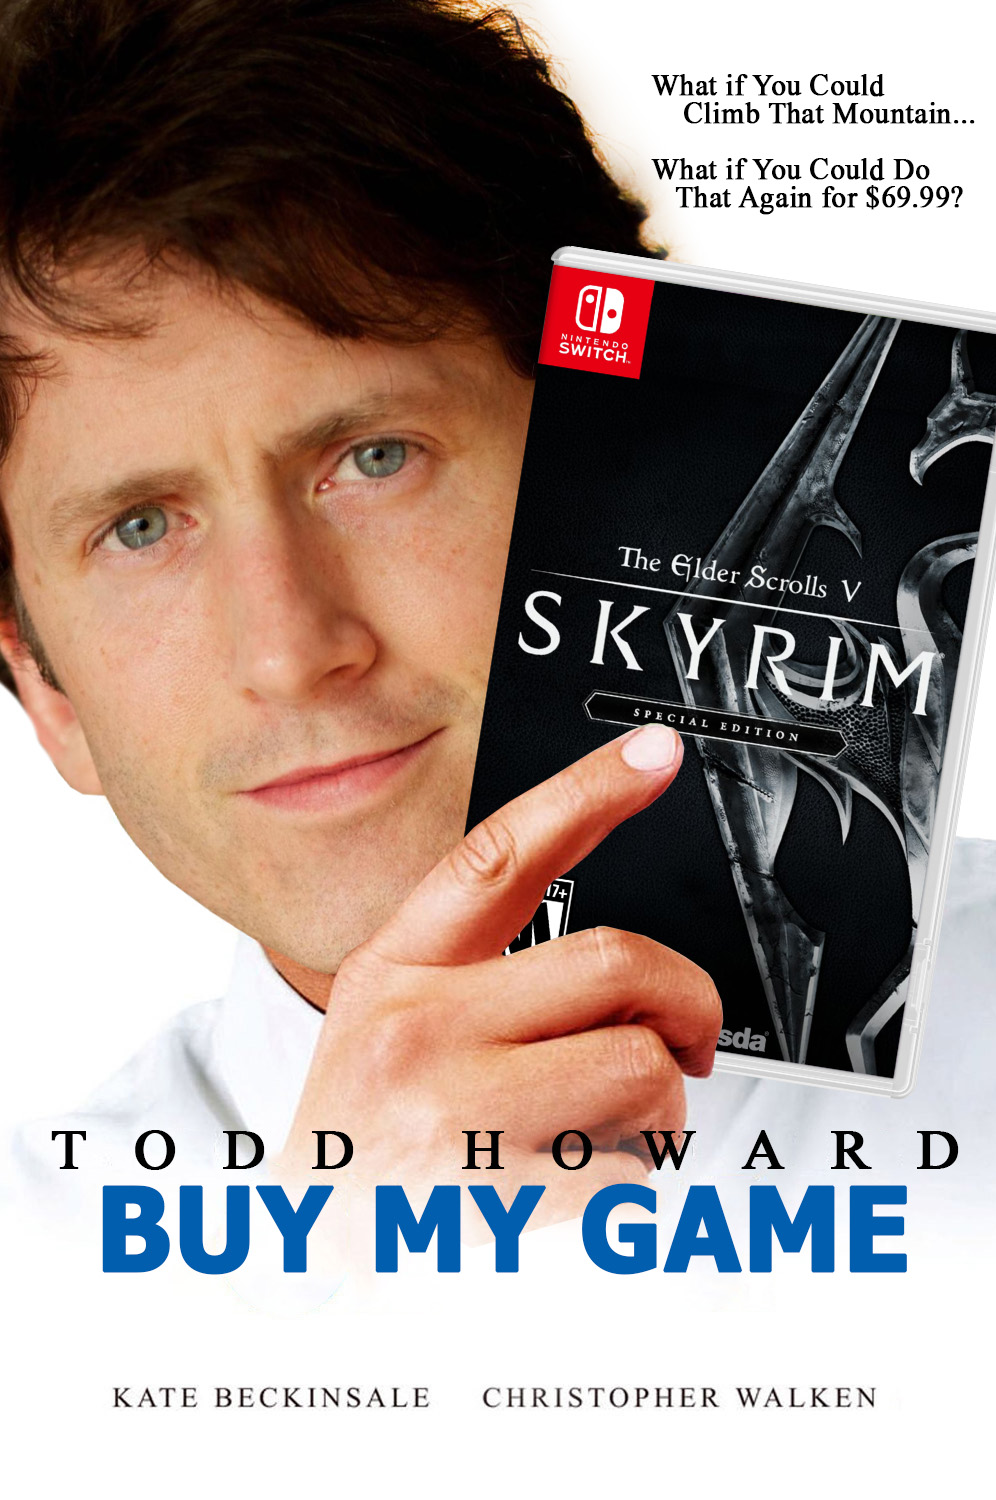 What if You Could
Climb That Mountain...
What if You Could Do
That Again for $69.99?
NINTENDO
SWITCH
The Elder Scrolls V
SKYRIM
SPECIAL EDITION
17+
M
sda
TODD HOWARD
BUY MY GAME
KATE BECKINSALE CHRISTOPHER WALKEN